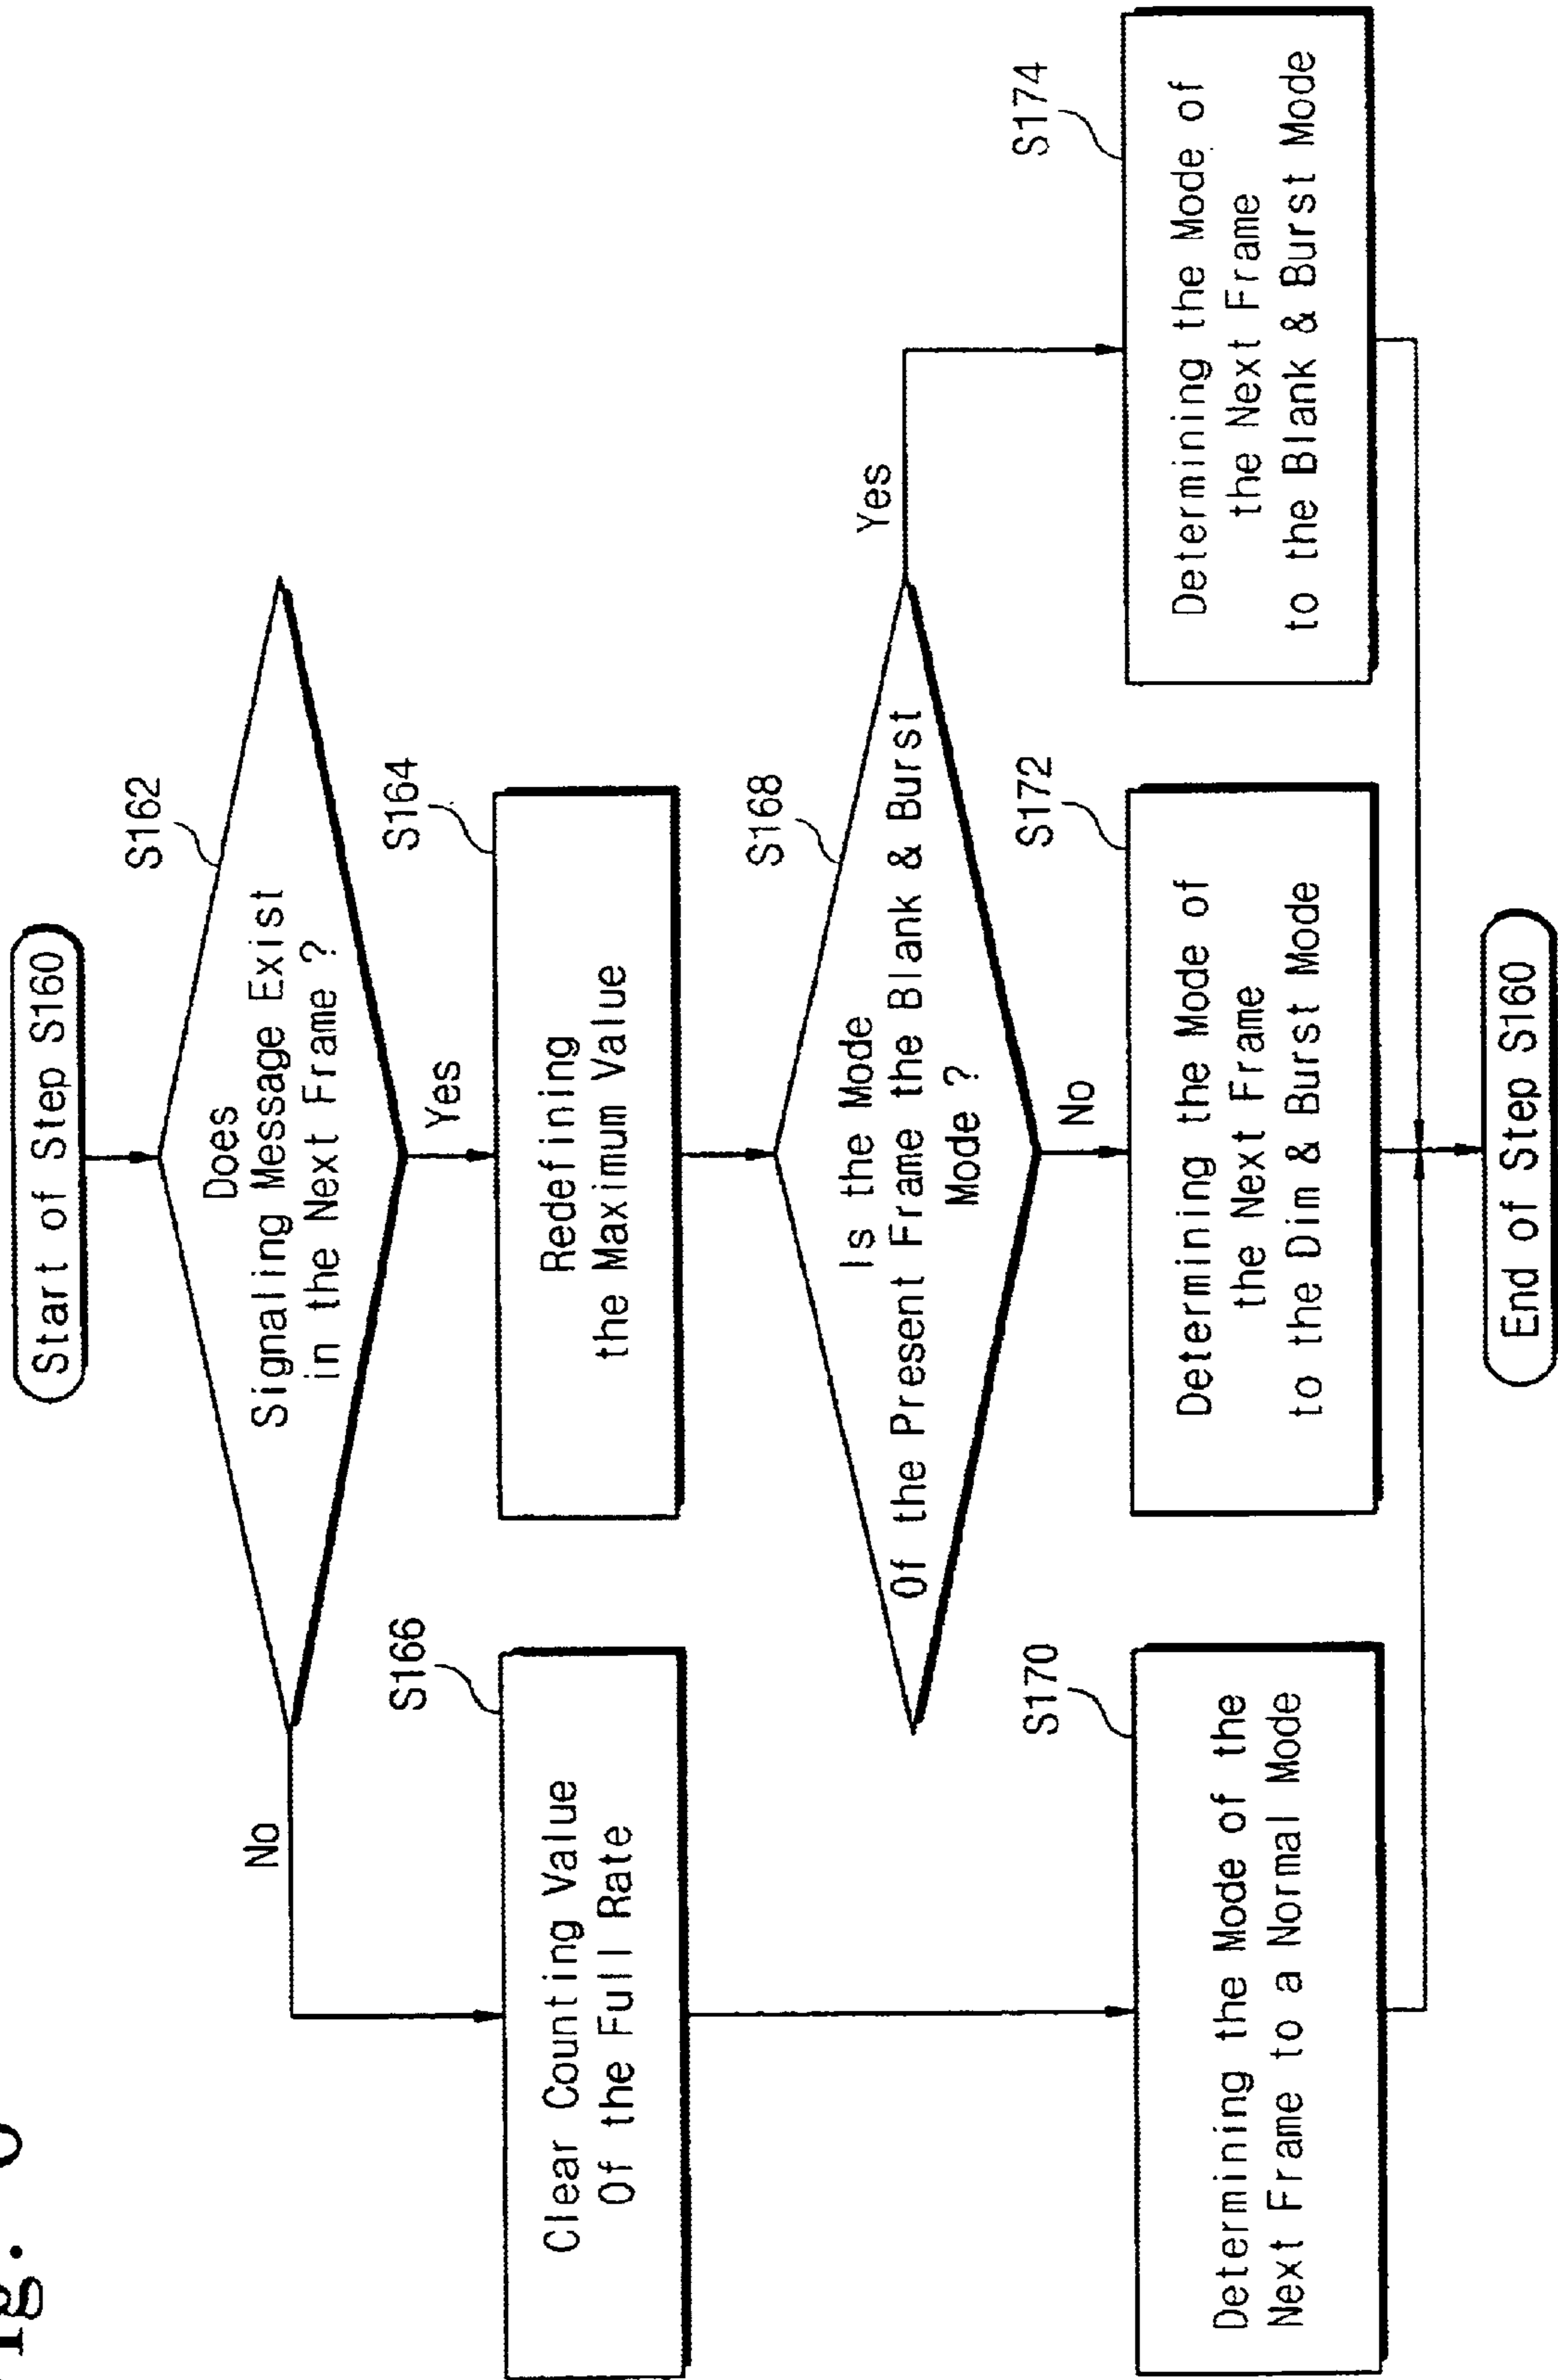 Start of Step S160
S162
Does
Signaling Message Exist
in the Next Frame ?
No
Yes
S166
Clear Counting Value
Of the Full Rate
S164
Redefining
the Maximum Value
S168
Is the Mode
Of the Present Frame the Blank & Burst
Mode ?
Yes
No
S170
Determining the Mode of the
Next Frame to a Normal Mode
S172
Determining the Mode of
the Next Frame
to the Dim & Burst Mode
S174
Determining the Mode of
the Next Frame
to the Blank & Burst Mode
End of Step S160